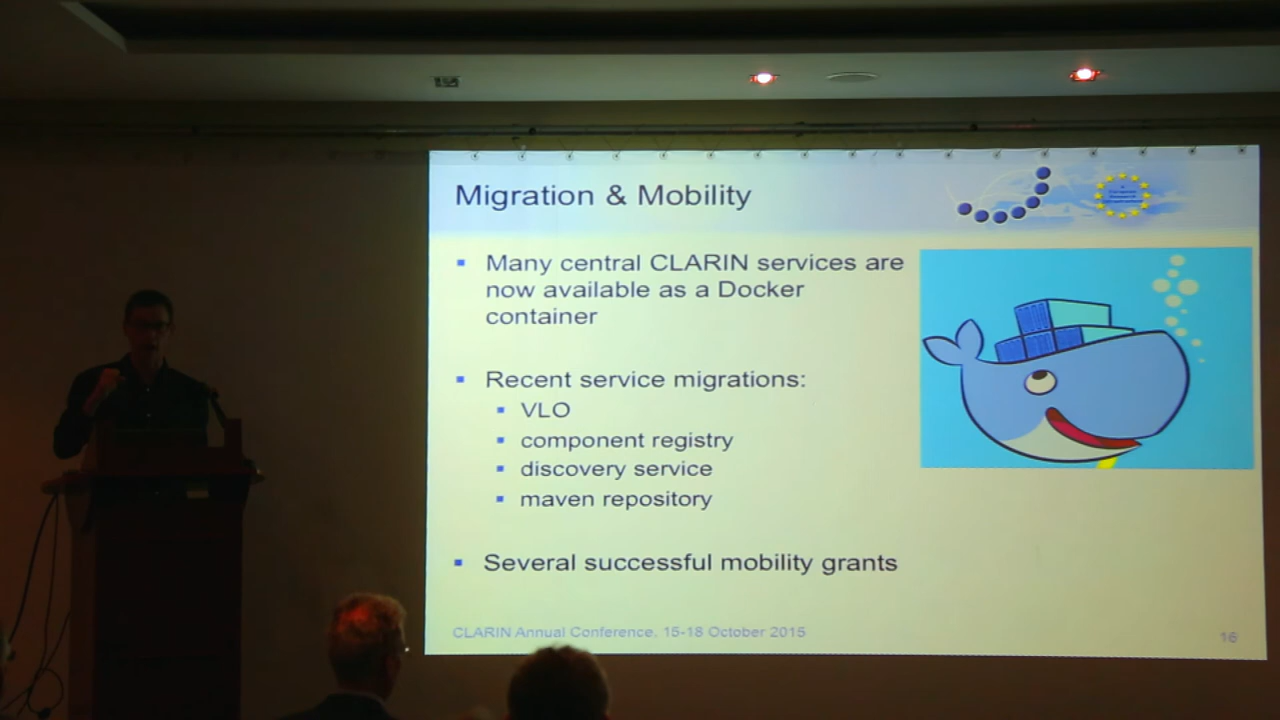 Migration & Mobility
Many central CLARIN services are
now available as a Docker
container
Recent service migrations:
VLO
component registry
discovery service
maven repository
Several successful mobility grants
CLARIN Annual Conference, 15-18 October 2015
16